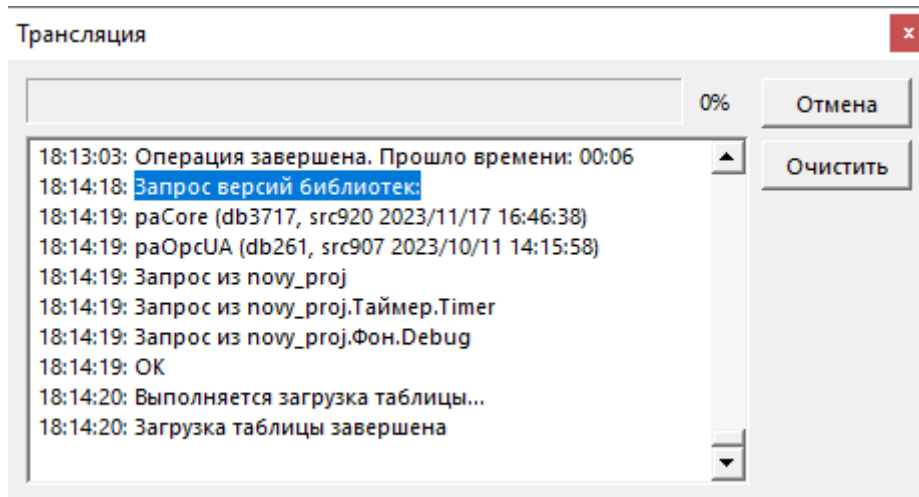 Трансляция
x
0%
Отмена
18:13:03: Операция завершена. Прошло времени: 00:06
Очистить
18:14:18: Запрос версий библиотек:
18:14:19: paCore (db3717, src920 2023/11/17 16:46:38)
18:14:19: paOpcUA (db261, src907 2023/10/11 14:15:58)
18:14:19: Запрос из novy_proj
18:14:19: Запрос из novy_proj.Таймер.Timer
18:14:19: Запрос из novy_proj.Фон.Debug
18:14:19: ОК
18:14:20: Выполняется загрузка таблицы...
18:14:20: Загрузка таблицы завершена